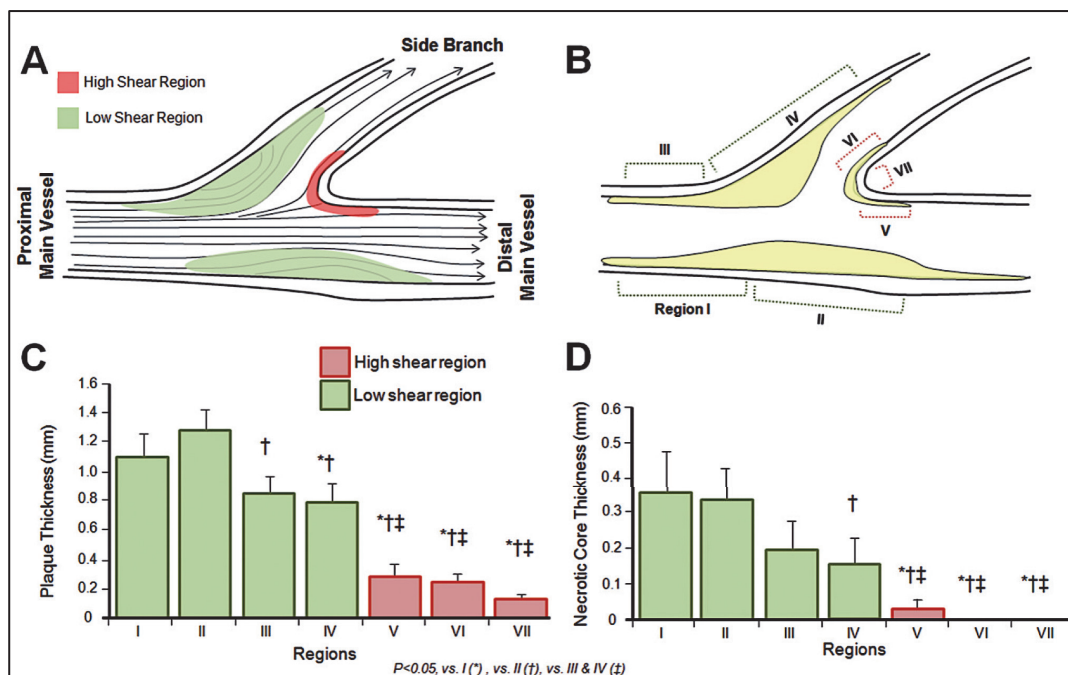 A
Side Branch
High Shear Region
Low Shear Region
Proximal
Main Vessel
Distal
Main Vessel
B
III
IV
VI
VII
V
Region I
II
C
High shear region
Low shear region
Plaque Thickness (mm)
1.6
1.4
1.2
1.0
0.8
0.6
0.4
0.2
0
†
*†
*†‡
*†‡
*†‡
I II III IV V VI VII
Regions
D
Necrotic Core Thickness (mm)
0.6
0.5
0.4
0.3
0.2
0.1
0
†
*†‡
*†‡
*†‡
I II III IV V VI VII
Regions
P<0.05, vs. I (*) , vs. II (†), vs. III & IV (‡)